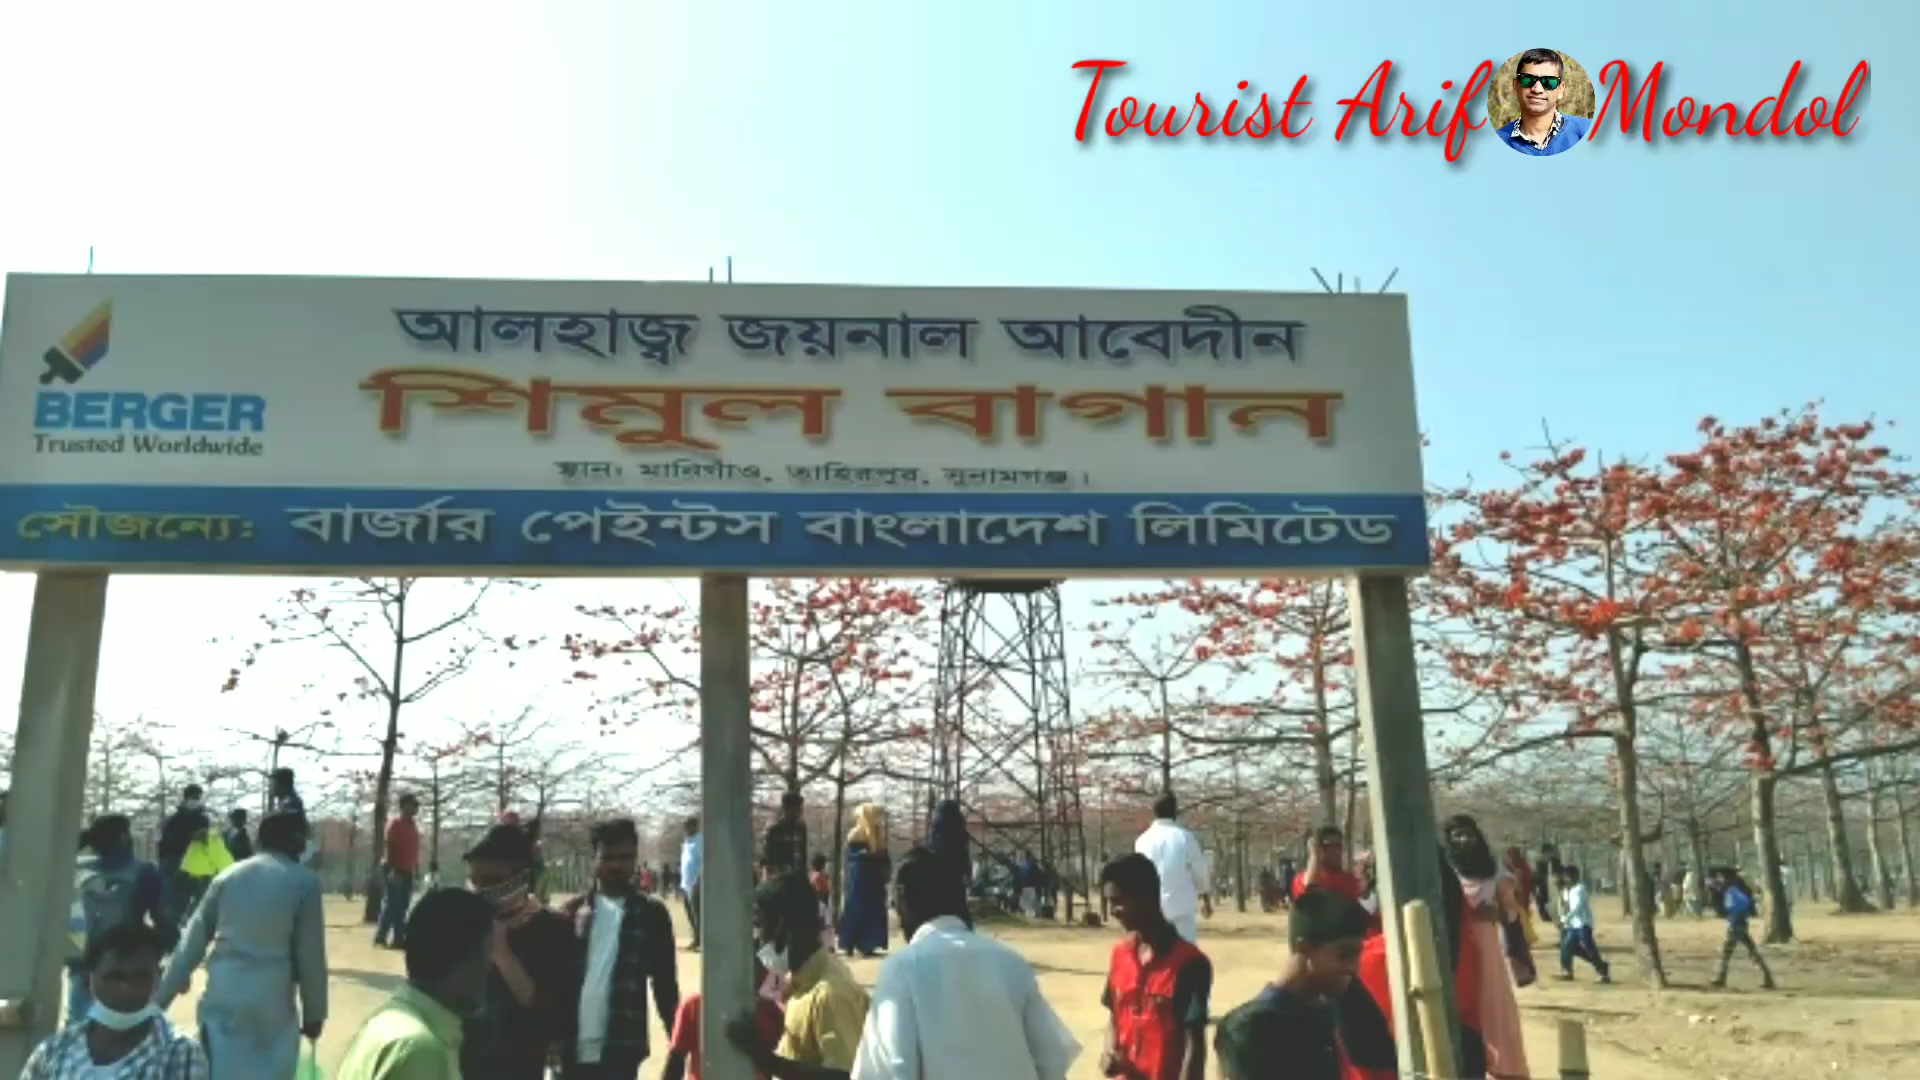 Tourist Arif Mondol
আলহাজ্ব জয়নাল আবেদীন
শিমুল বাগান
BERGER
Trusted Worldwide
স্থান: মানিগাঁও, তাহিরপুর, সুনামগঞ্জ।
সৌজন্যে: বার্জার পেইন্টস বাংলাদেশ লিমিটেড